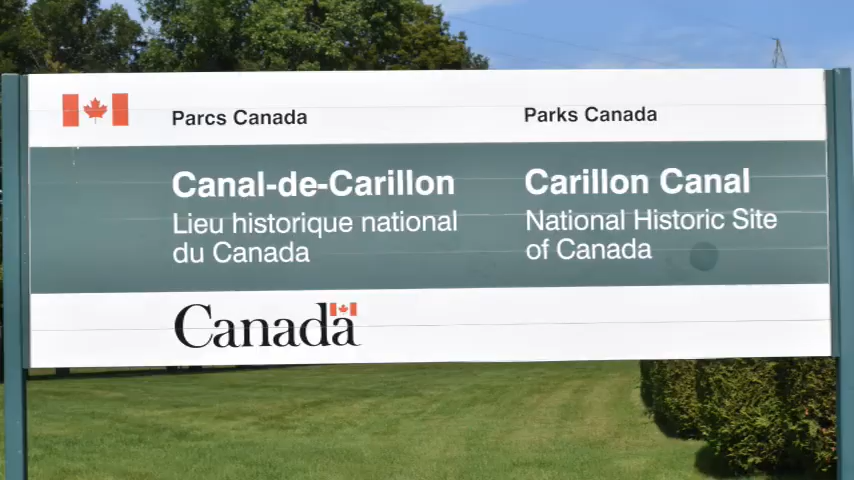 Parcs Canada
Parks Canada
Canal-de-Carillon
Lieu historique national
du Canada
Carillon Canal
National Historic Site
of Canada
Canada